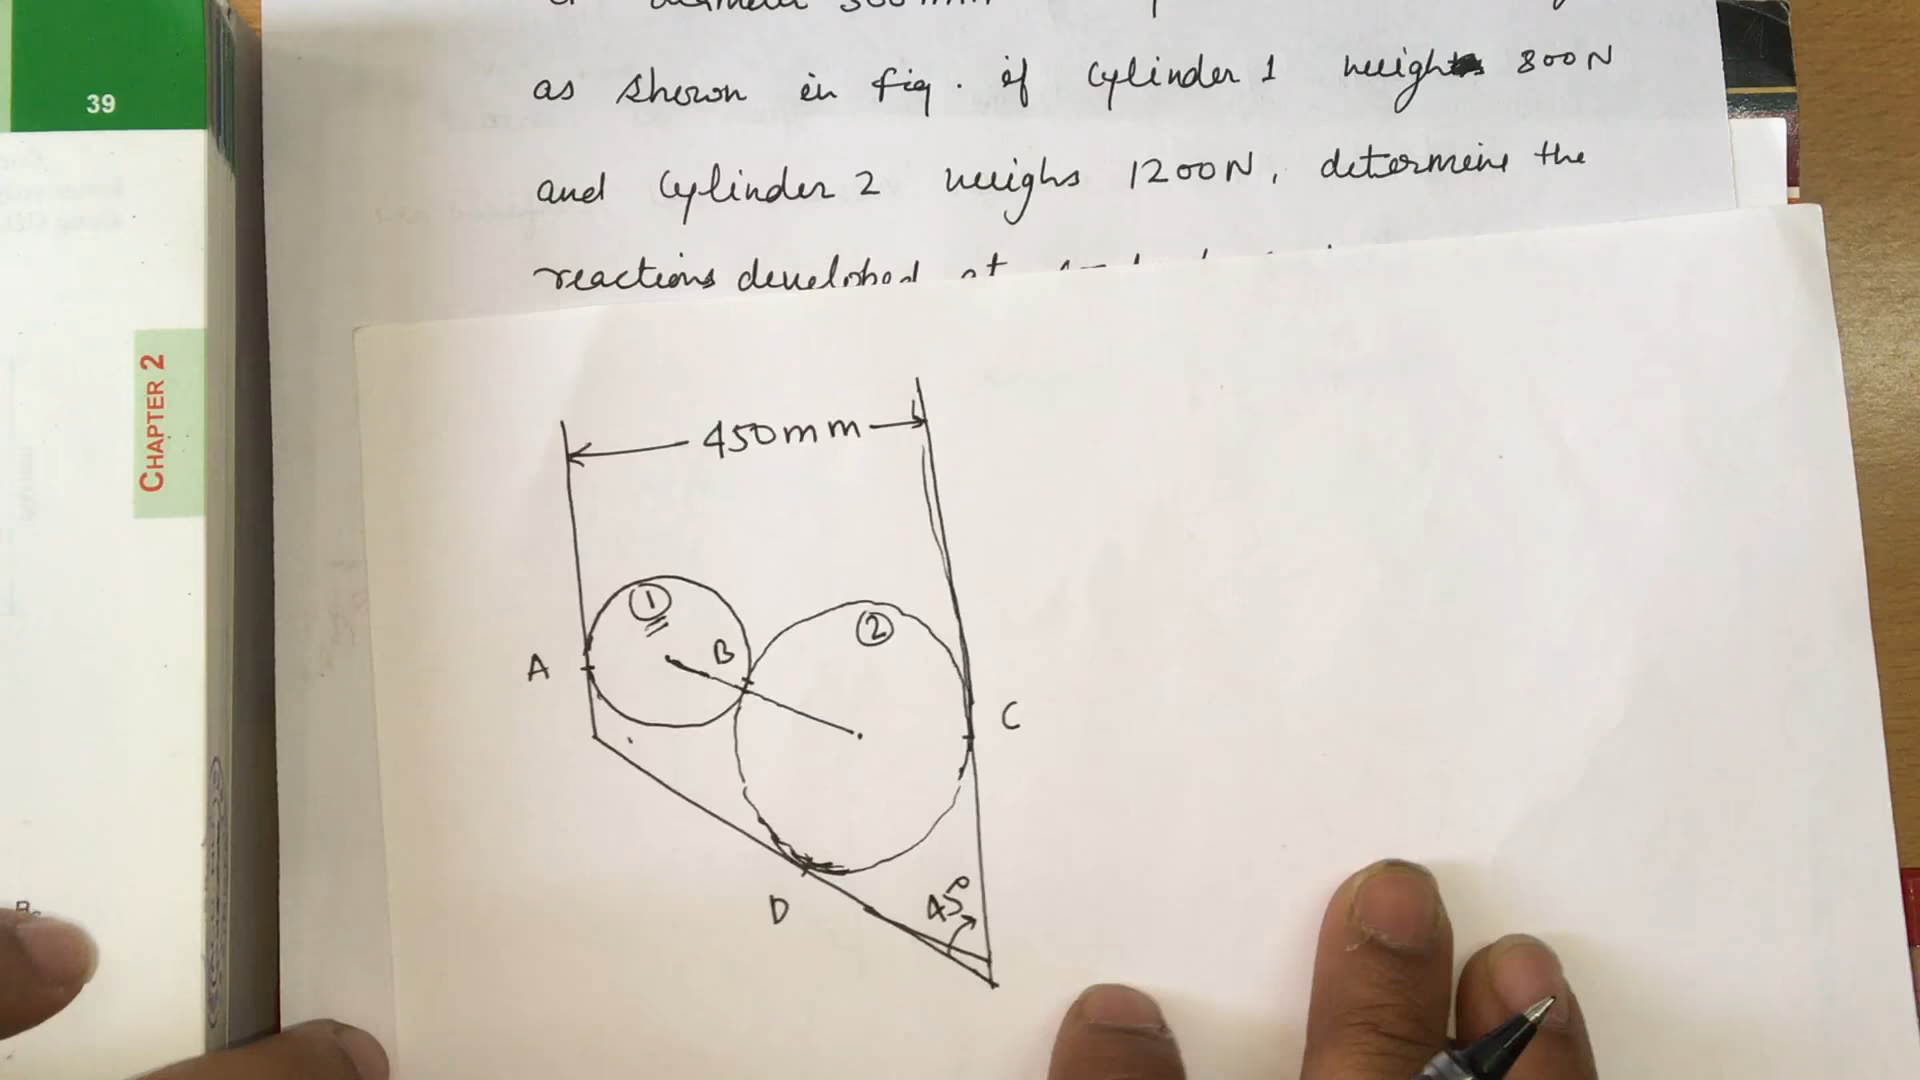 39
CHAPTER 2
as shown in fig. if cylinder 1 weighs 800N
and cylinder 2 weighs 1200N, determine the
reactions developed at
450mm
1
2
A
B
C
D
45°